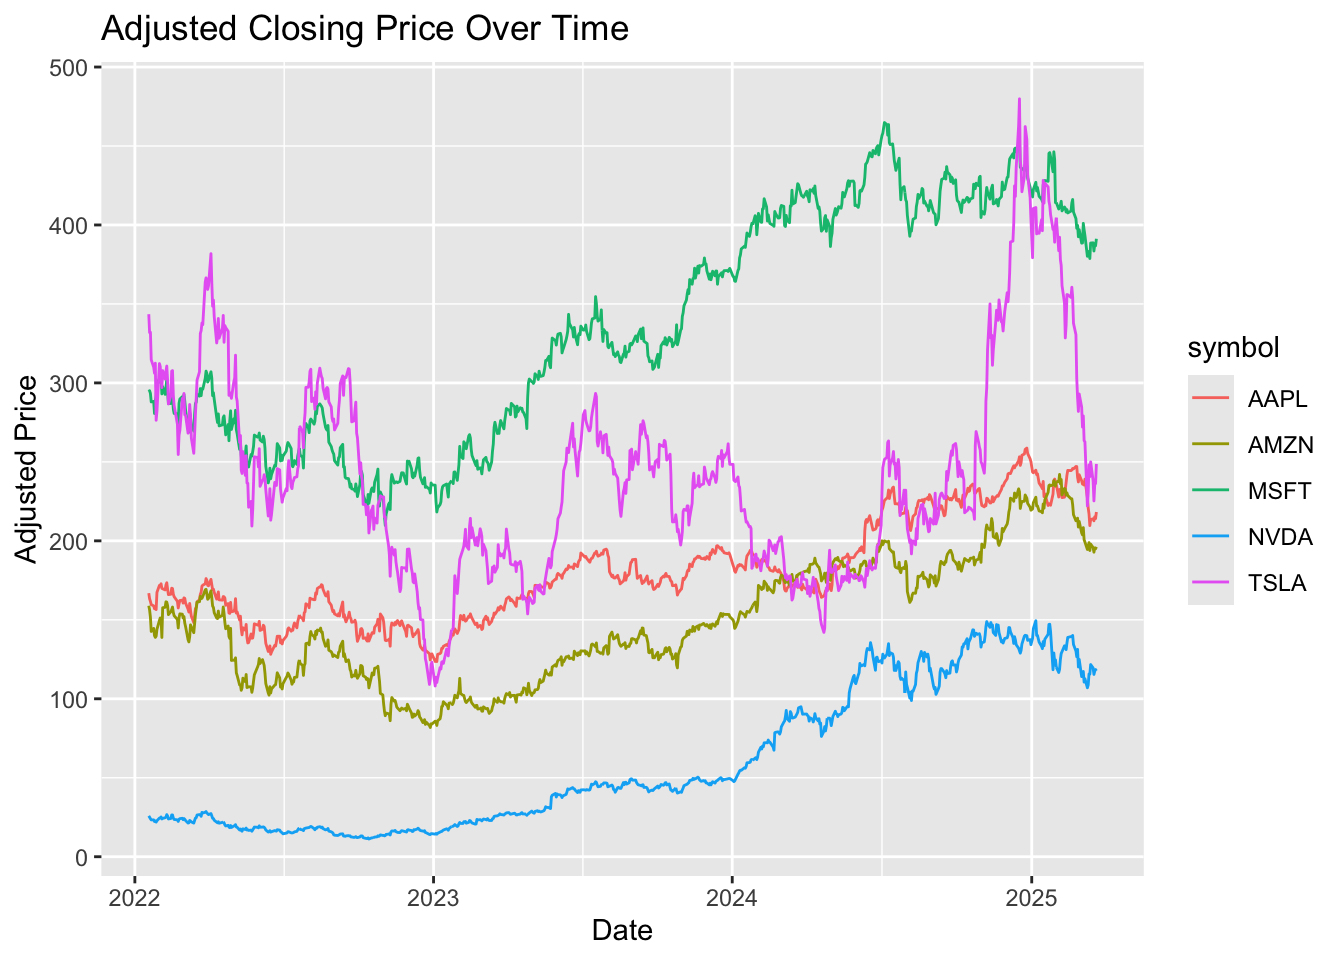 Adjusted Closing Price Over Time
500
400
300
200
100
0
Adjusted Price
2022
2023
2024
2025
Date
symbol
AAPL
AMZN
MSFT
NVDA
TSLA